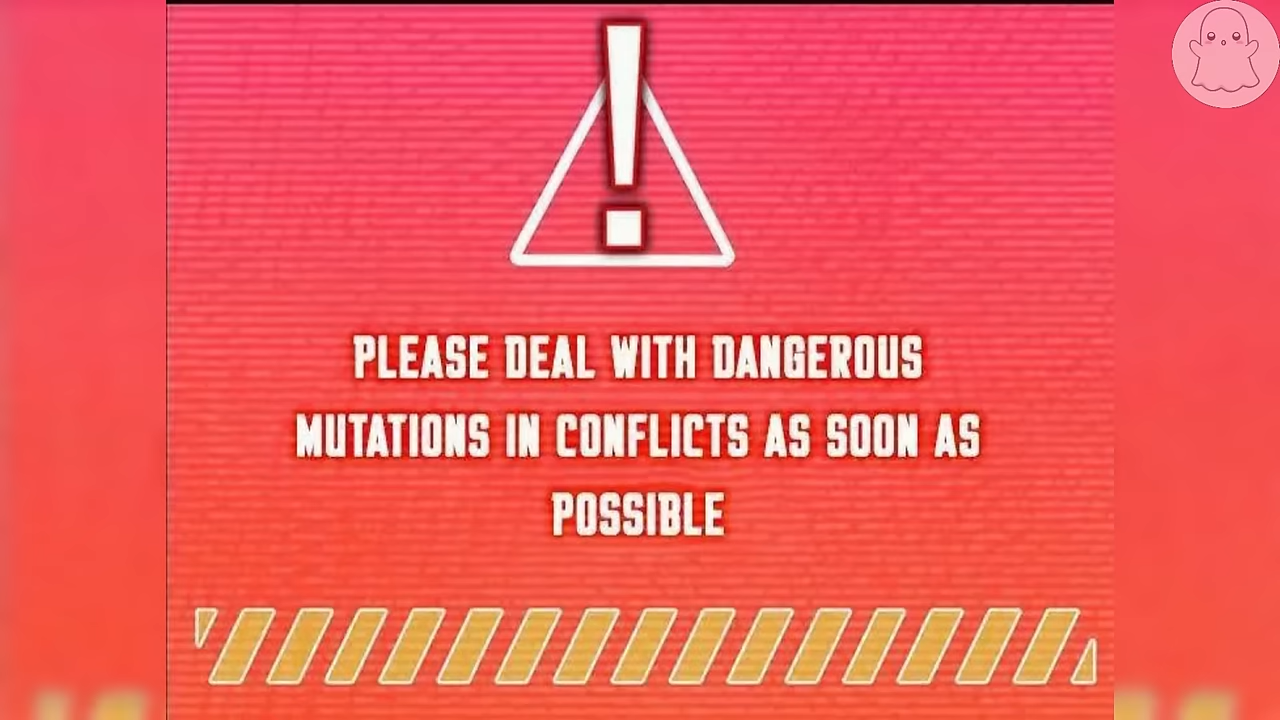 !
PLEASE DEAL WITH DANGEROUS
MUTATIONS IN CONFLICTS AS SOON AS
POSSIBLE